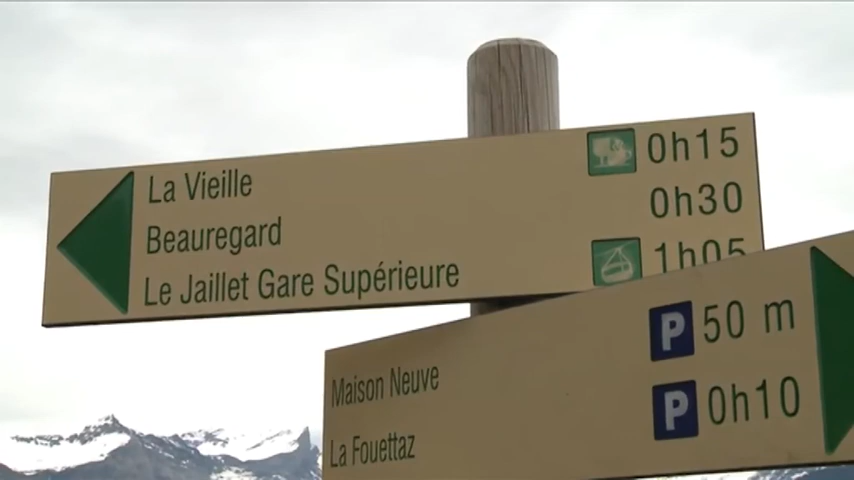 La Vieille 0h15
Beauregard 0h30
Le Jaillet Gare Supérieure 1h05
Maison Neuve P 50 m
La Fouettaz P 0h10